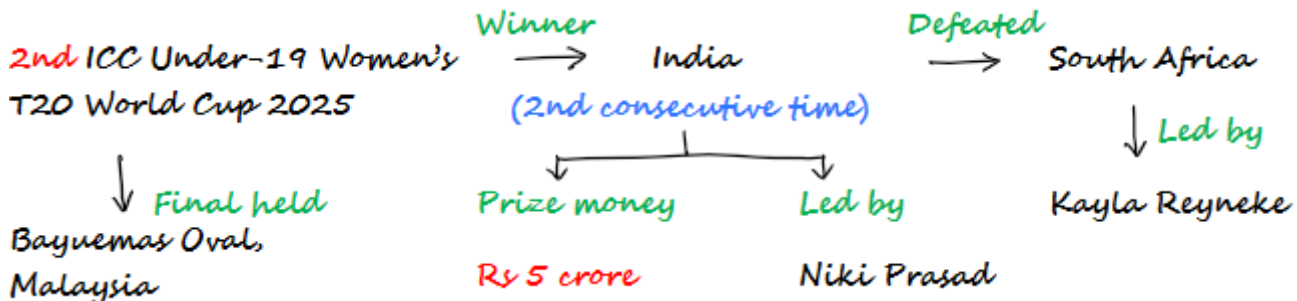 Winner
Defeated
2nd ICC Under-19 Women's
India
South Africa
T20 World Cup 2025
(2nd consecutive time)
Led by
Final held
Prize money
Led by
Kayla Reyneke
Bayuemas Oval,
Malaysia
Rs 5 crore
Niki Prasad